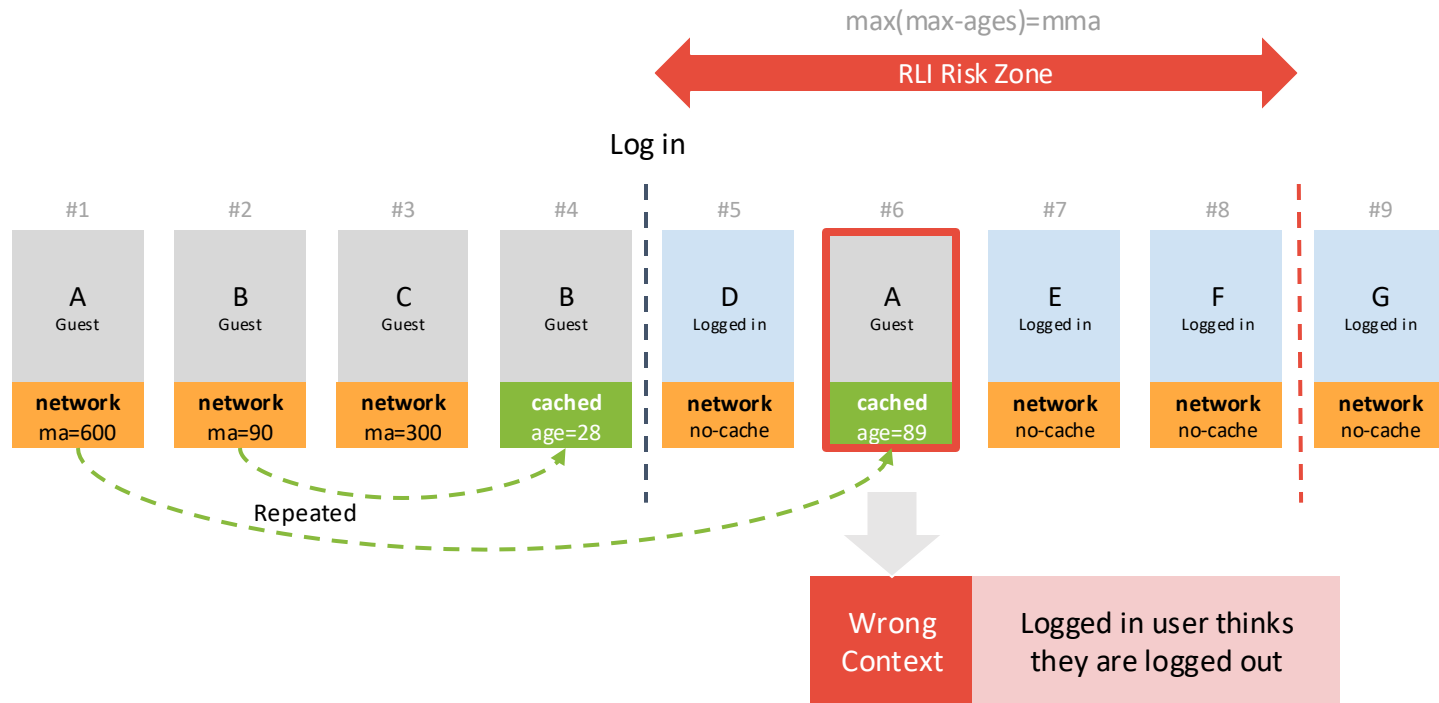 max(max-ages)=mma
RLI Risk Zone
Log in
#1
#2
#3
#4
#5
#6
#7
#8
#9
A
Guest
network
ma=600
B
Guest
network
ma=90
C
Guest
network
ma=300
B
Guest
cached
age=28
D
Logged in
network
no-cache
A
Guest
cached
age=89
E
Logged in
network
no-cache
F
Logged in
network
no-cache
G
Logged in
network
no-cache
Repeated
Wrong
Context
Logged in user thinks
they are logged out